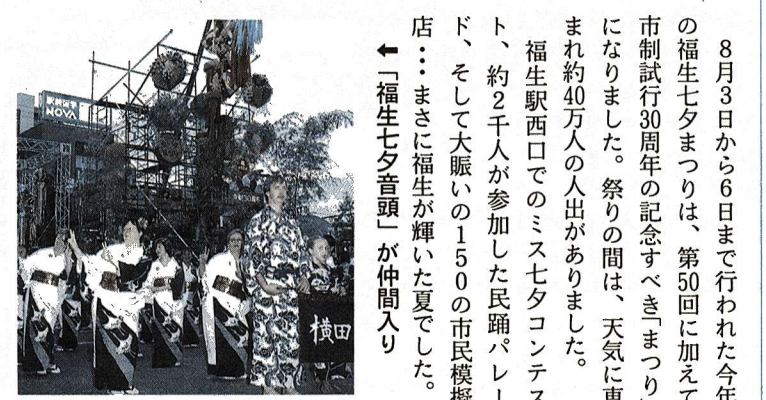 8月3日から6日まで行われた今年
の福生七夕まつりは、第50回に加えて
市制試行30周年の記念すべき「まつり」
になりました。祭りの間は、天気に恵
まれ約40万人の人出がありました。
福生駅西口でのミス七夕コンテス
ト、約2千人が参加した民踊パレー
ド、そして大賑いの150の市民模擬
店…まさに福生が輝いた夏でした。
⬅「福生七夕音頭」が仲間入り
NOVA
横田